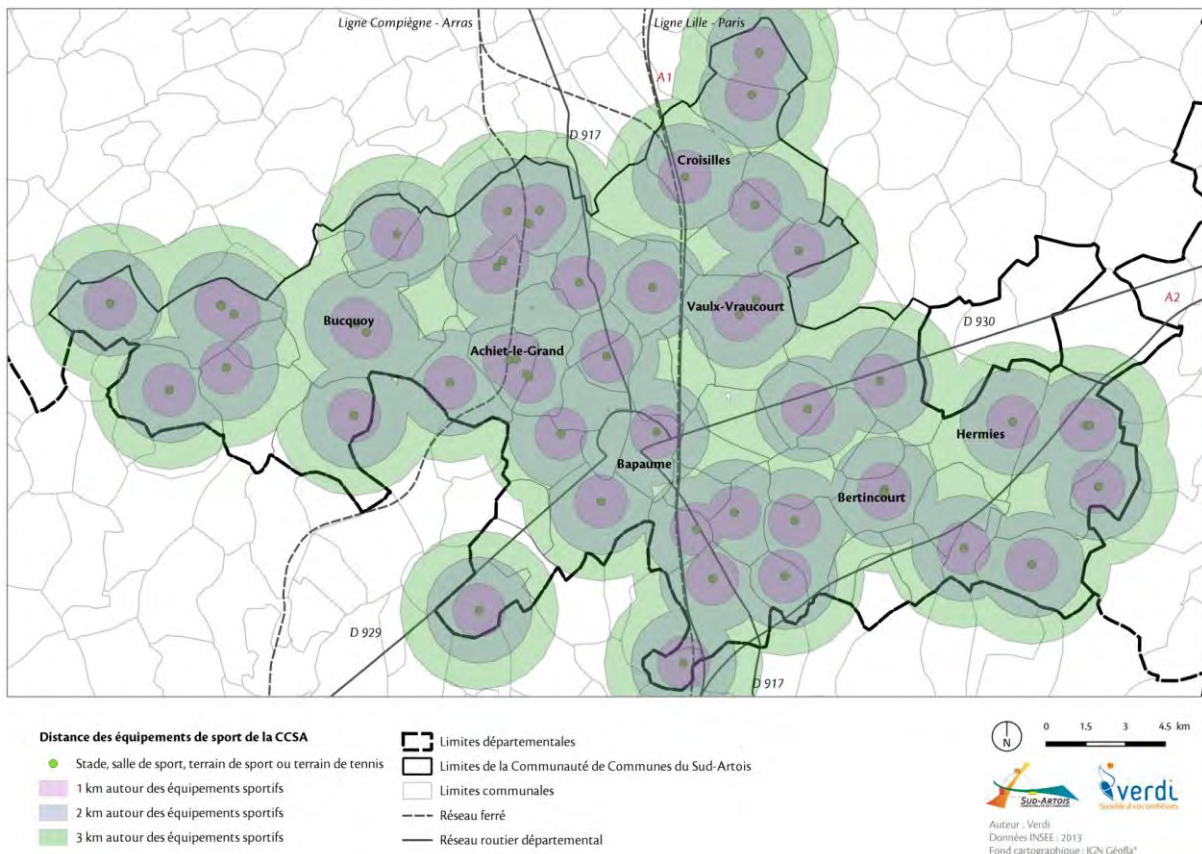 Ligne Compiègne - Arras
Ligne Lille - Paris
A1
D 917
Croisilles
A2
Vaulx-Vraucourt
D 930
Bucquoy
Achiet-le-Grand
Hermies
Bapaume
Bertincourt
D 929
D 917
Distance des équipements de sport de la CCSA
Stade, salle de sport, terrain de sport ou terrain de tennis
1 km autour des équipements sportifs
2 km autour des équipements sportifs
3 km autour des équipements sportifs
Limites départementales
Limites de la Communauté de Communes du Sud-Artois
Limites communales
Réseau ferré
Réseau routier départemental
N
0 1.5 3 4.5 km
SUD-ARTOIS
verdi
Auteur : Verdi
Données INSEE : 2013
Fond cartographique : IGN Géofla®